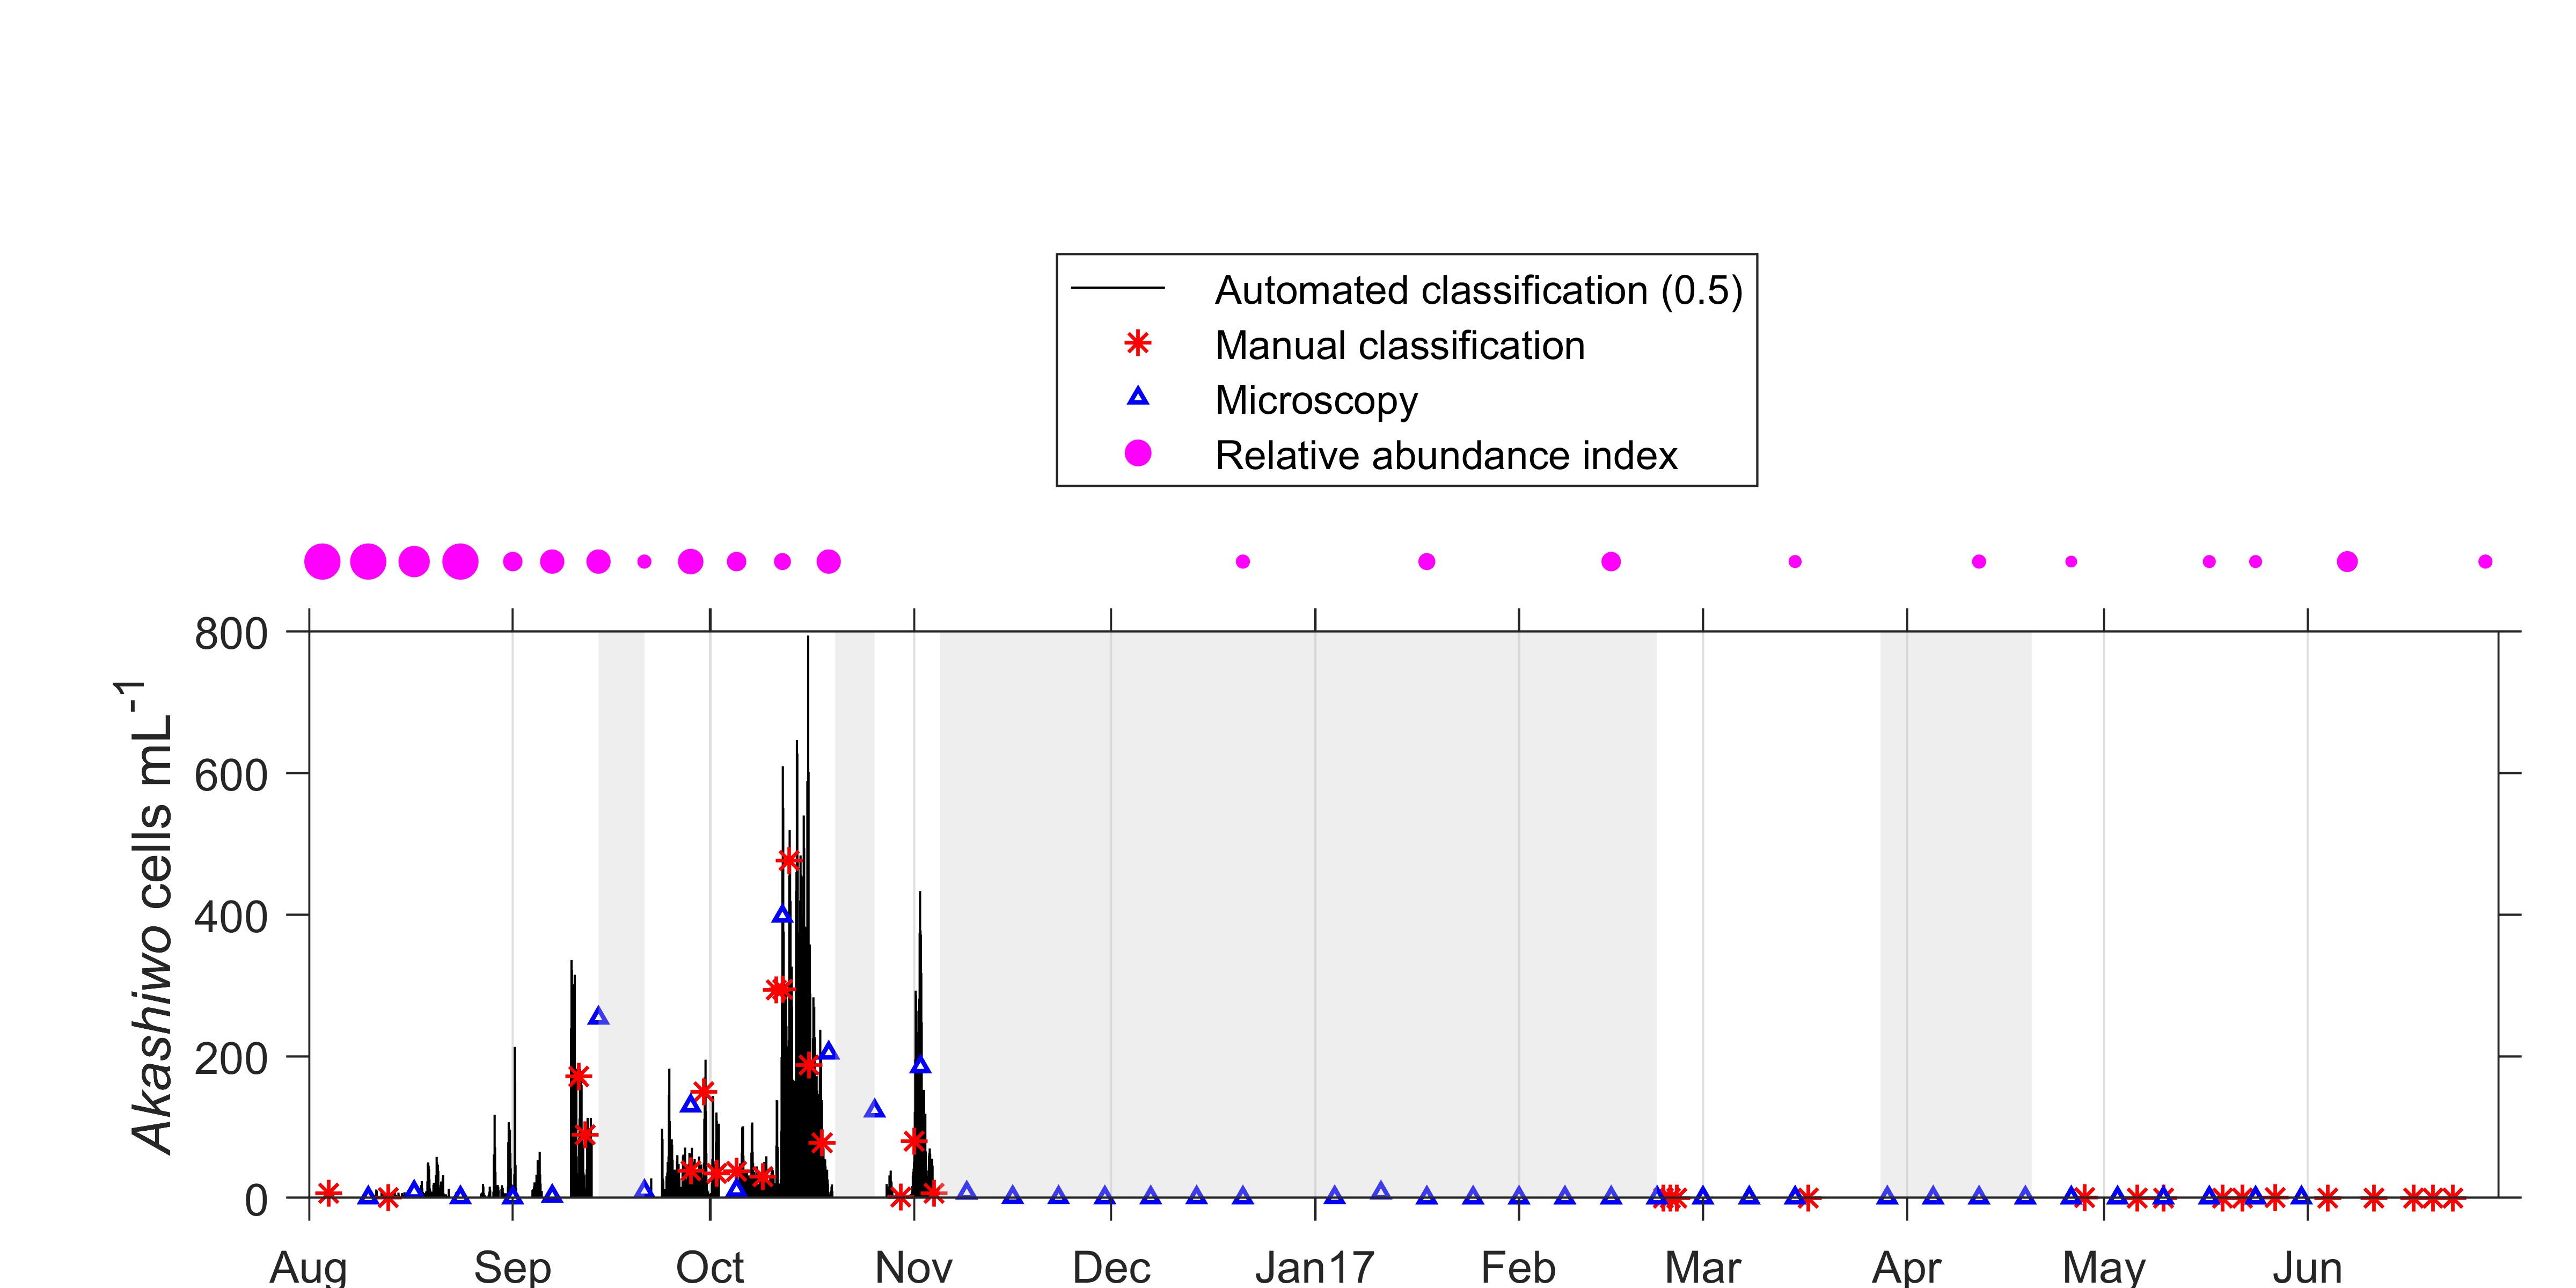 Automated classification (0.5)
Manual classification
Microscopy
Relative abundance index
800
600
400
200
0
Akashiwo cells mL-1
Aug Sep Oct Nov Dec Jan17 Feb Mar Apr May Jun